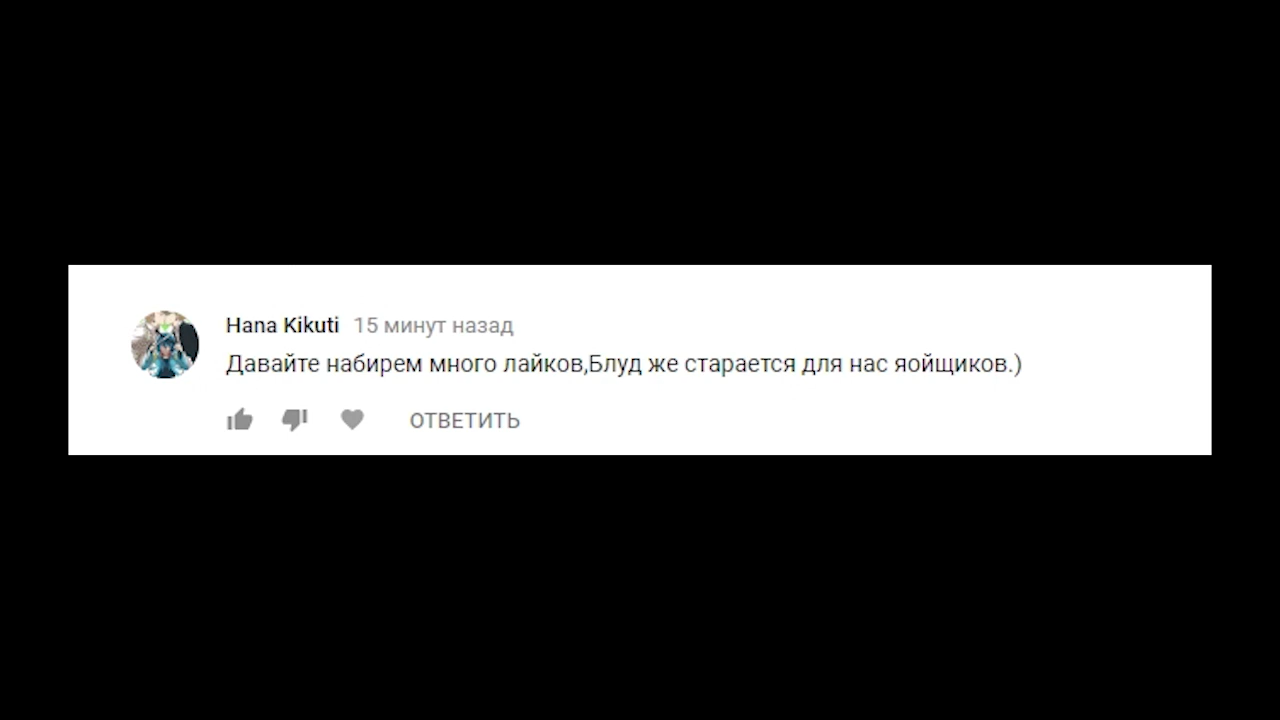 Hana Kikuti 15 минут назад
Давайте набирем много лайков,Блуд же старается для нас яойщиков.)
ОТВЕТИТЬ